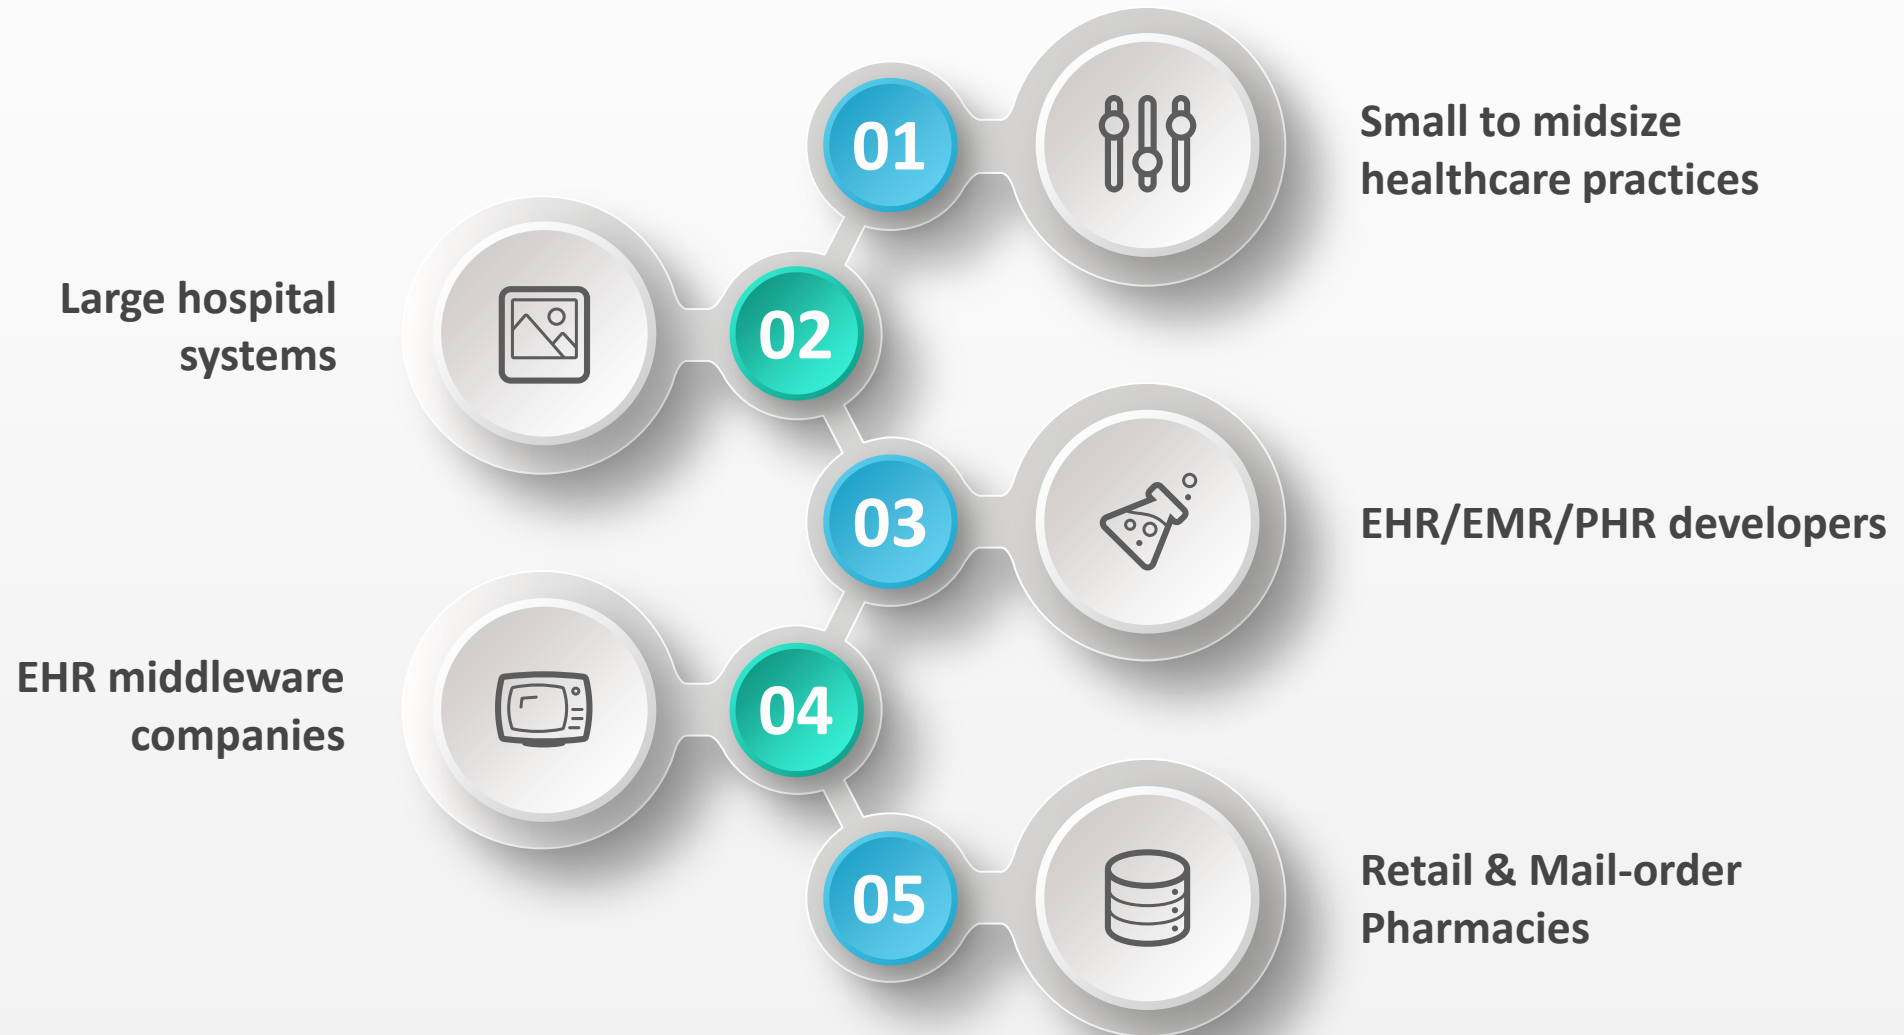 01
Small to midsize
healthcare practices
Large hospital
systems
02
03
EHR/EMR/PHR developers
EHR middleware
companies
04
05
Retail & Mail-order
Pharmacies